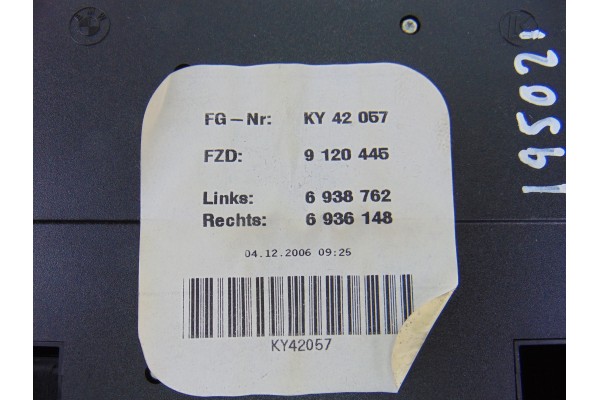 FG-Nr: KY 42 057
FZD: 9 120 445
Links: 6 938 762
Rechts: 6 936 148
04.12.2006 09:25
KY42057
195021